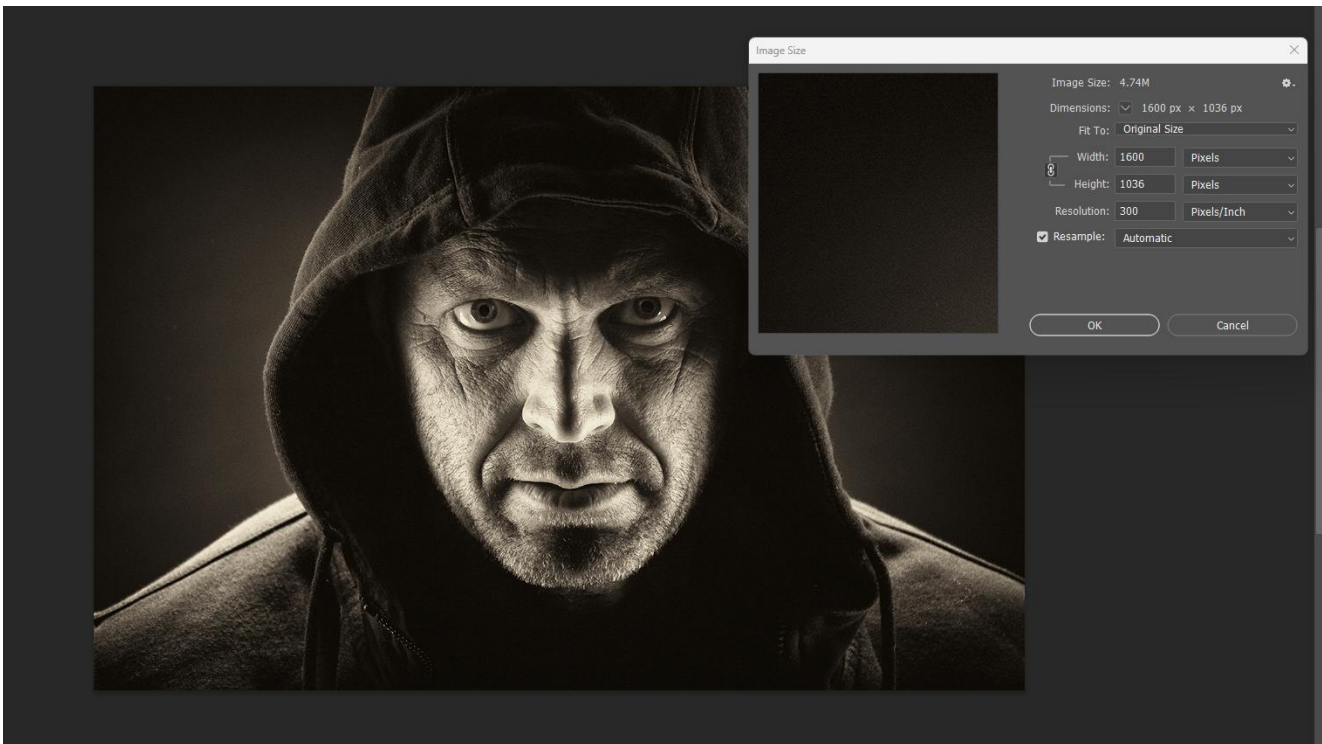 Image Size
Image Size: 4.74M
Dimensions: 1600 px × 1036 px
Fit To: Original Size
Width: 1600 Pixels
Height: 1036 Pixels
Resolution: 300 Pixels/Inch
Resample: Automatic
OK Cancel